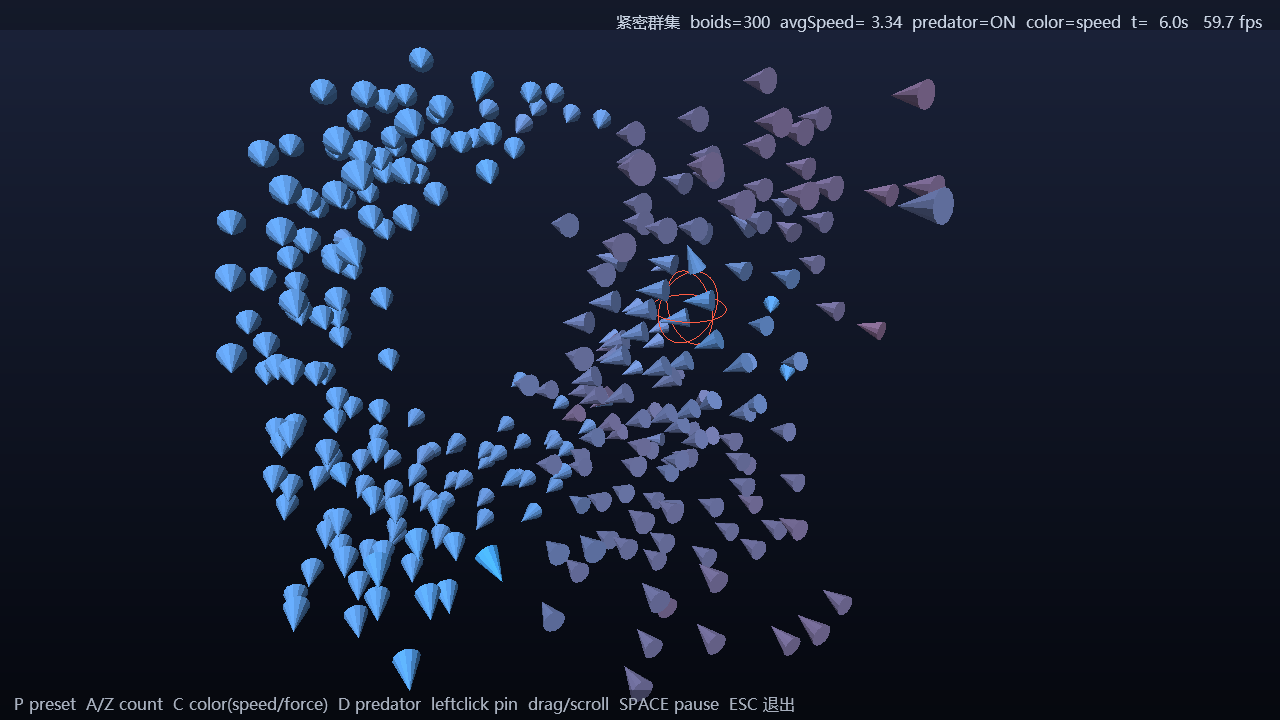 紧密群集 boids=300 avgSpeed= 3.34 predator=ON color=speed t= 6.0s 59.7 fps
P preset A/Z count C color(speed/force) D predator leftclick pin drag/scroll SPACE pause ESC 退出